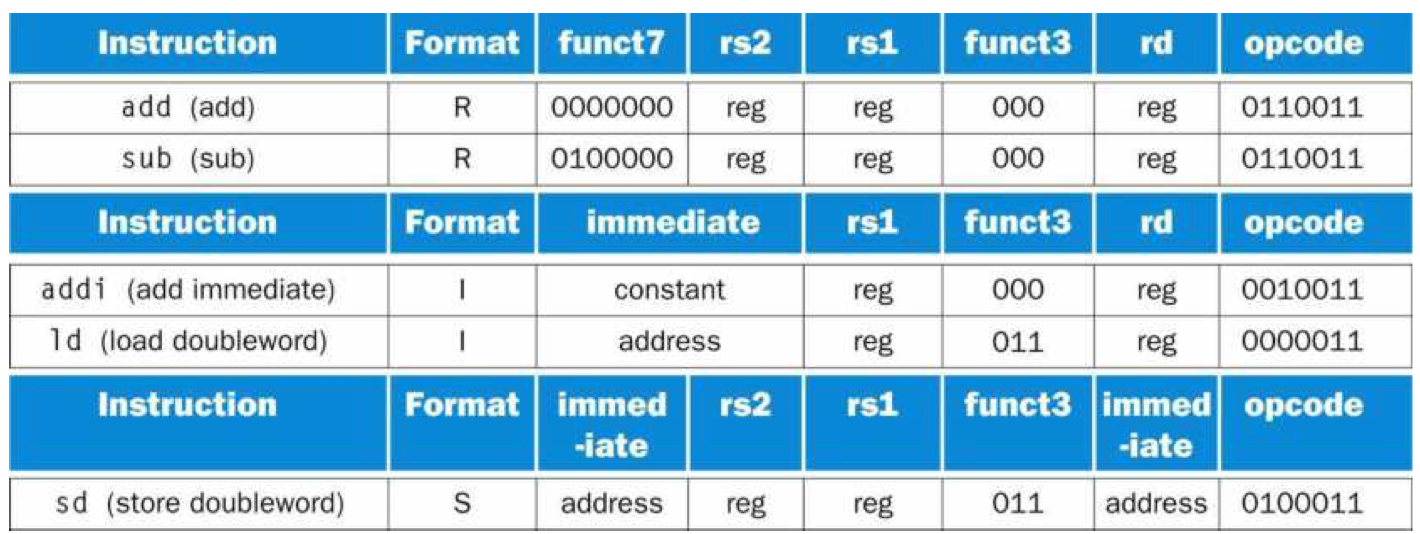 Instruction Format funct7 rs2 rs1 funct3 rd opcode
add (add) R 0000000 reg reg 000 reg 0110011
sub (sub) R 0100000 reg reg 000 reg 0110011
Instruction Format immediate rs1 funct3 rd opcode
addi (add immediate) I constant reg 000 reg 0010011
ld (load doubleword) I address reg 011 reg 0000011
Instruction Format immed rs2 rs1 funct3 immed opcode
-iate -iate
sd (store doubleword) S address reg reg 011 address 0100011